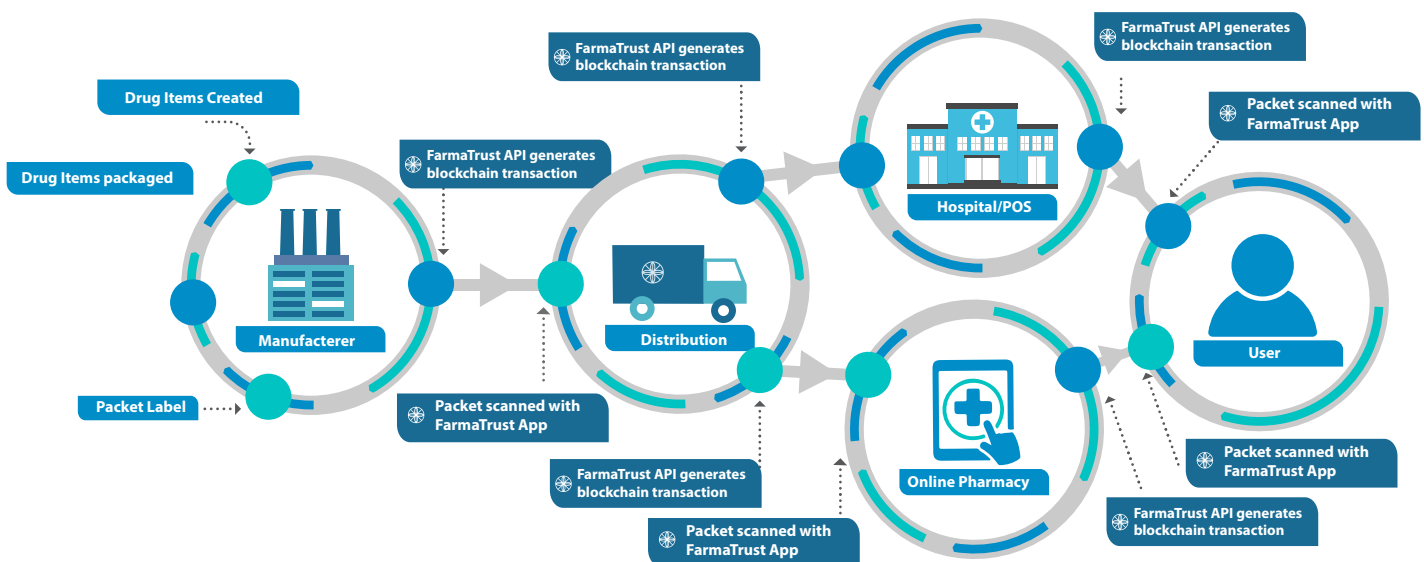 Drug Items Created
Drug Items packaged
Manufacterer
Packet Label
FarmaTrust API generates
blockchain transaction
Packet scanned with
FarmaTrust App
FarmaTrust API generates
blockchain transaction
Distribution
FarmaTrust API generates
blockchain transaction
Hospital/POS
FarmaTrust API generates
blockchain transaction
Packet scanned with
FarmaTrust App
Packet scanned with
FarmaTrust App
Online Pharmacy
FarmaTrust API generates
blockchain transaction
User
Packet scanned with
FarmaTrust App